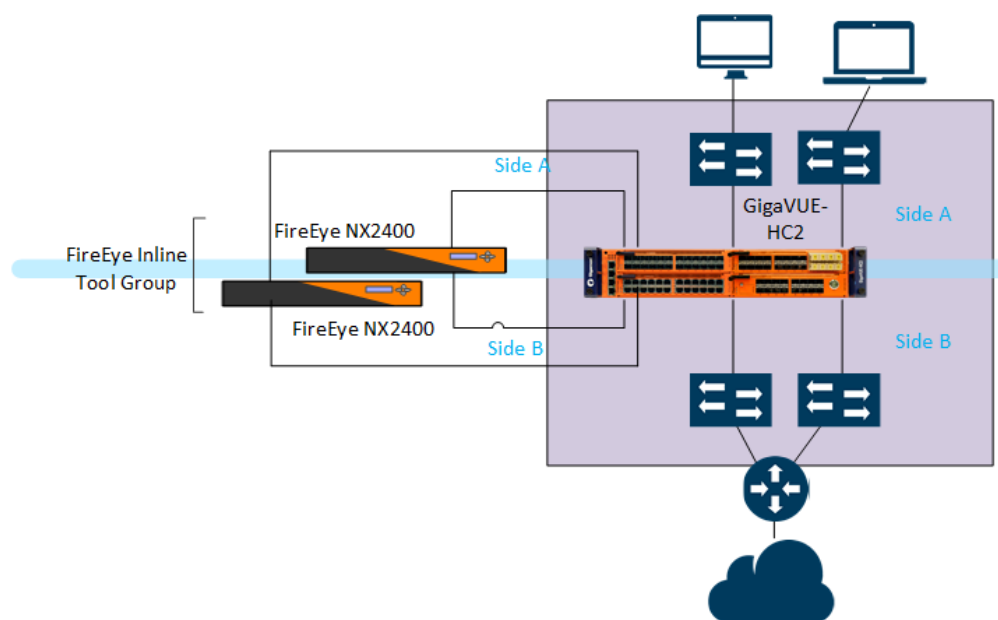 Side A
GigaVUE-
HC2
Side A
FireEye NX2400
FireEye Inline
Tool Group
FireEye NX2400
Side B
Side B